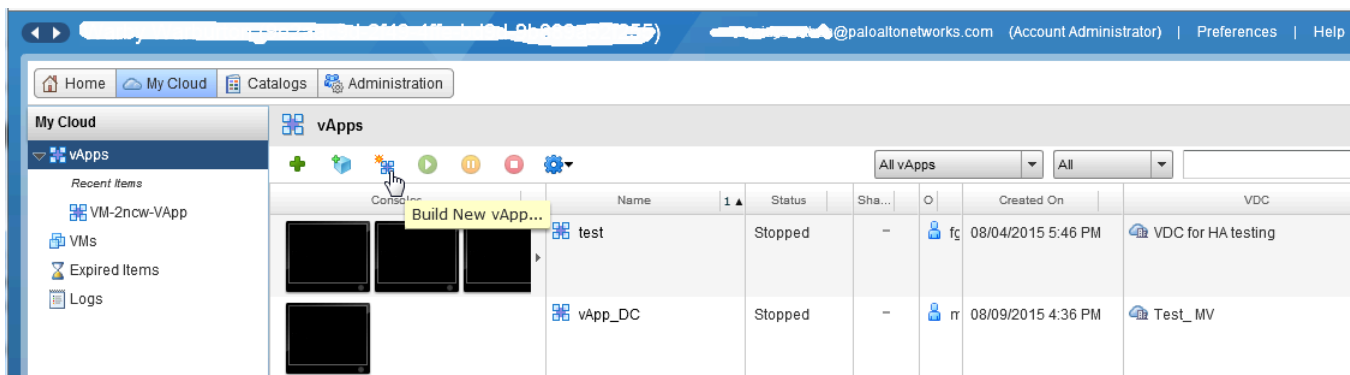 @paloaltonetworks.com (Account Administrator) | Preferences | Help
Home My Cloud Catalogs Administration
My Cloud
vApps
vApps
Recent Items
VM-2ncw-VApp
VMs
Expired Items
Logs
All vApps All
Build New vApp...
Name 1 Status Sha... O Created On VDC
test Stopped - fg 08/04/2015 5:46 PM VDC for HA testing
vApp_DC Stopped - m 08/09/2015 4:36 PM Test_ MV